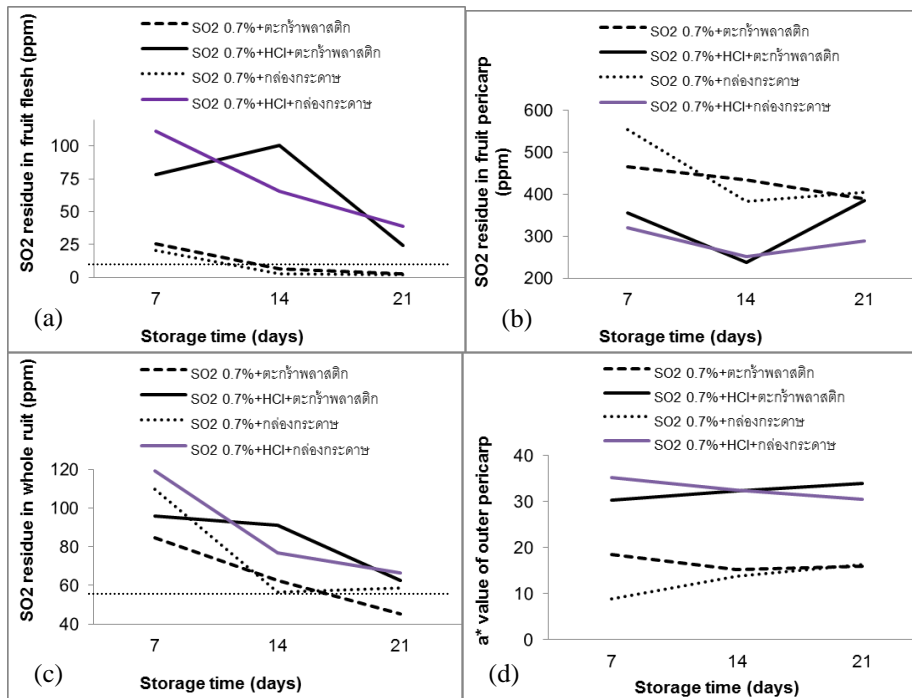 SO2 0.7%+ตะกร้าพลาสติก
SO2 0.7%+HCl+ตะกร้าพลาสติก
SO2 0.7%+กล่องกระดาษ
SO2 0.7%+HCl+กล่องกระดาษ
SO2 residue in fruit flesh (ppm)
100
75
50
25
0
7 14 21
Storage time (days)
(a)
SO2 0.7%+ตะกร้าพลาสติก
SO2 0.7%+HCl+ตะกร้าพลาสติก
SO2 0.7%+กล่องกระดาษ
SO2 0.7%+HCl+กล่องกระดาษ
SO2 residue in fruit pericarp
(ppm)
600
500
400
300
200
7 14 21
Storage time (days)
(b)
SO2 0.7%+ตะกร้าพลาสติก
SO2 0.7%+HCl+ตะกร้าพลาสติก
SO2 0.7%+กล่องกระดาษ
SO2 0.7%+HCl+กล่องกระดาษ
SO2 residue in whole ruit (ppm)
120
100
80
60
40
7 14 21
Storage time (days)
(c)
SO2 0.7%+ตะกร้าพลาสติก
SO2 0.7%+HCl+ตะกร้าพลาสติก
SO2 0.7%+กล่องกระดาษ
SO2 0.7%+HCl+กล่องกระดาษ
a* value of outer pericarp
40
30
20
10
0
7 14 21
Storage time (days)
(d)